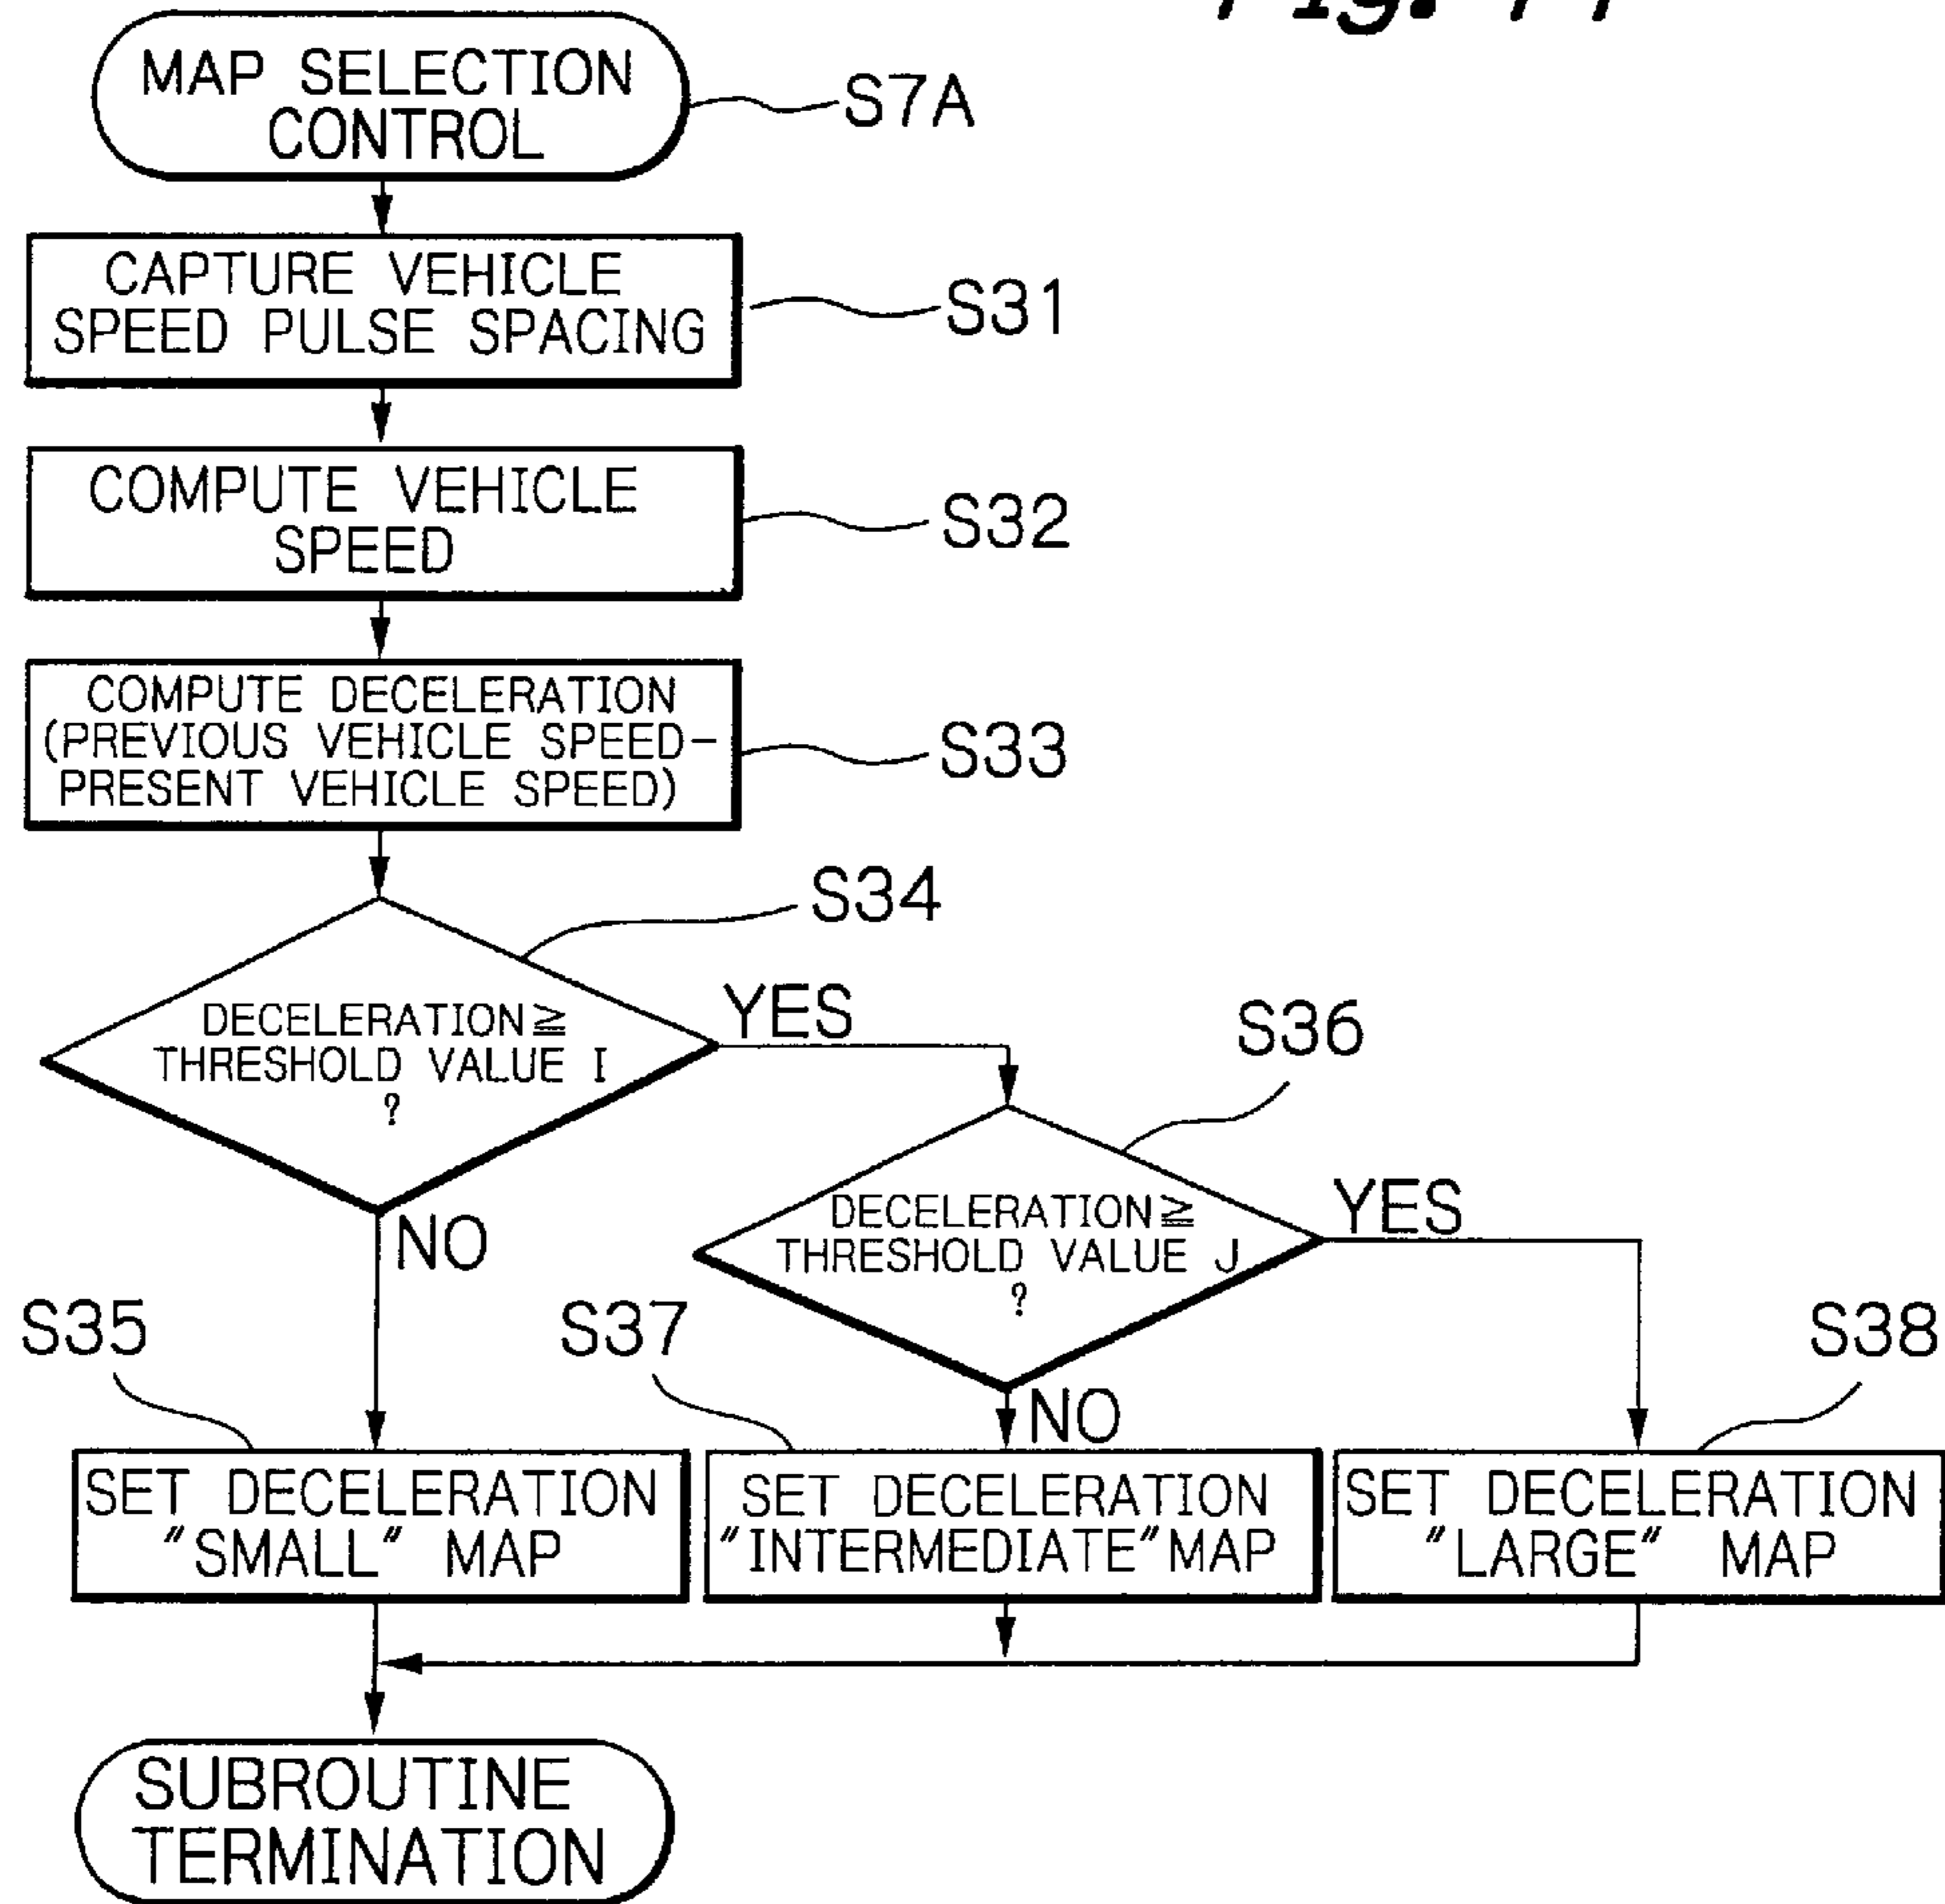 MAP SELECTION
CONTROL
S7A
CAPTURE VEHICLE
SPEED PULSE SPACING
S31
COMPUTE VEHICLE
SPEED
S32
COMPUTE DECELERATION
(PREVIOUS VEHICLE SPEED-
PRESENT VEHICLE SPEED)
S33
S34
DECELERATION≧
THRESHOLD VALUE I
?
YES
NO
S36
DECELERATION≧
THRESHOLD VALUE J
?
YES
NO
S35
SET DECELERATION
"SMALL" MAP
S37
SET DECELERATION
"INTERMEDIATE"MAP
S38
SET DECELERATION
"LARGE" MAP
SUBROUTINE
TERMINATION
Fig.